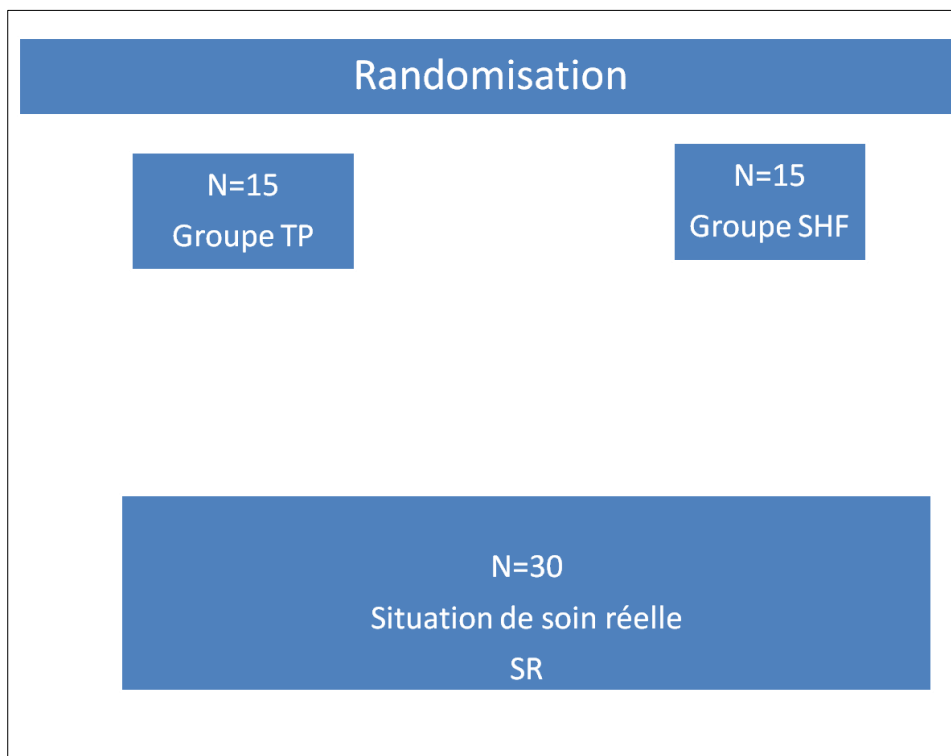 Randomisation
N=15
Groupe TP
N=15
Groupe SHF
N=30
Situation de soin réelle
SR